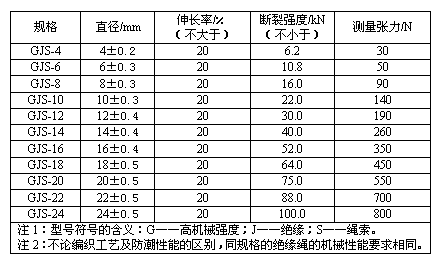 规格 直径/mm 伸长率/% (不大于) 断裂强度/kN (不小于) 测量张力/N
GJS-4 4±0.2 20 6.2 30
GJS-6 6±0.3 20 10.8 50
GJS-8 8±0.3 20 16.0 90
GJS-10 10±0.3 20 22.0 140
GJS-12 12±0.4 20 30.0 190
GJS-14 14±0.4 20 40.0 260
GJS-16 16±0.4 20 52.0 350
GJS-18 18±0.5 20 64.0 450
GJS-20 20±0.5 20 75.0 550
GJS-22 22±0.5 20 88.0 700
GJS-24 24±0.5 20 100.0 800
注1:型号符号的含义:G——高机械强度;J——绝缘;S——绳索。
注2:不论编织工艺及防潮性能的区别,同规格的绝缘绳的机械性能要求相同。